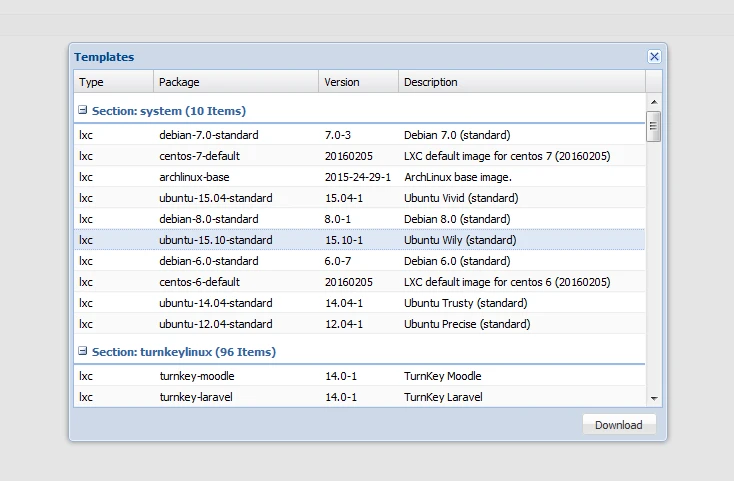 Templates
Type Package Version Description
Section: system (10 Items)
lxc debian-7.0-standard 7.0-3 Debian 7.0 (standard)
lxc centos-7-default 20160205 LXC default image for centos 7 (20160205)
lxc archlinux-base 2015-24-29-1 ArchLinux base image.
lxc ubuntu-15.04-standard 15.04-1 Ubuntu Vivid (standard)
lxc debian-8.0-standard 8.0-1 Debian 8.0 (standard)
lxc ubuntu-15.10-standard 15.10-1 Ubuntu Wily (standard)
lxc debian-6.0-standard 6.0-7 Debian 6.0 (standard)
lxc centos-6-default 20160205 LXC default image for centos 6 (20160205)
lxc ubuntu-14.04-standard 14.04-1 Ubuntu Trusty (standard)
lxc ubuntu-12.04-standard 12.04-1 Ubuntu Precise (standard)
Section: turnkeylinux (96 Items)
lxc turnkey-moodle 14.0-1 TurnKey Moodle
lxc turnkey-laravel 14.0-1 TurnKey Laravel
Download